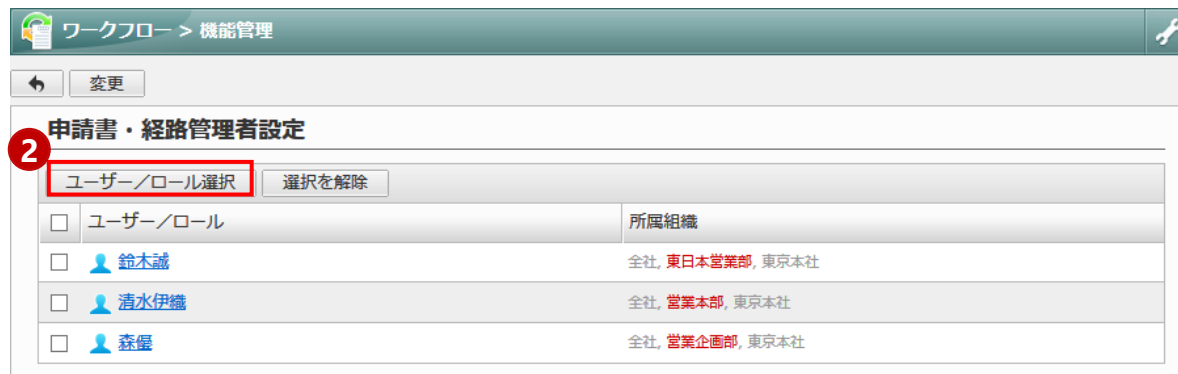 ワークフロー > 機能管理
変更
申請書・経路管理者設定
2
ユーザー／ロール選択 選択を解除
ユーザー／ロール 所属組織
鈴木誠 全社, 東日本営業部, 東京本社
清水伊織 全社, 営業本部, 東京本社
森優 全社, 営業企画部, 東京本社